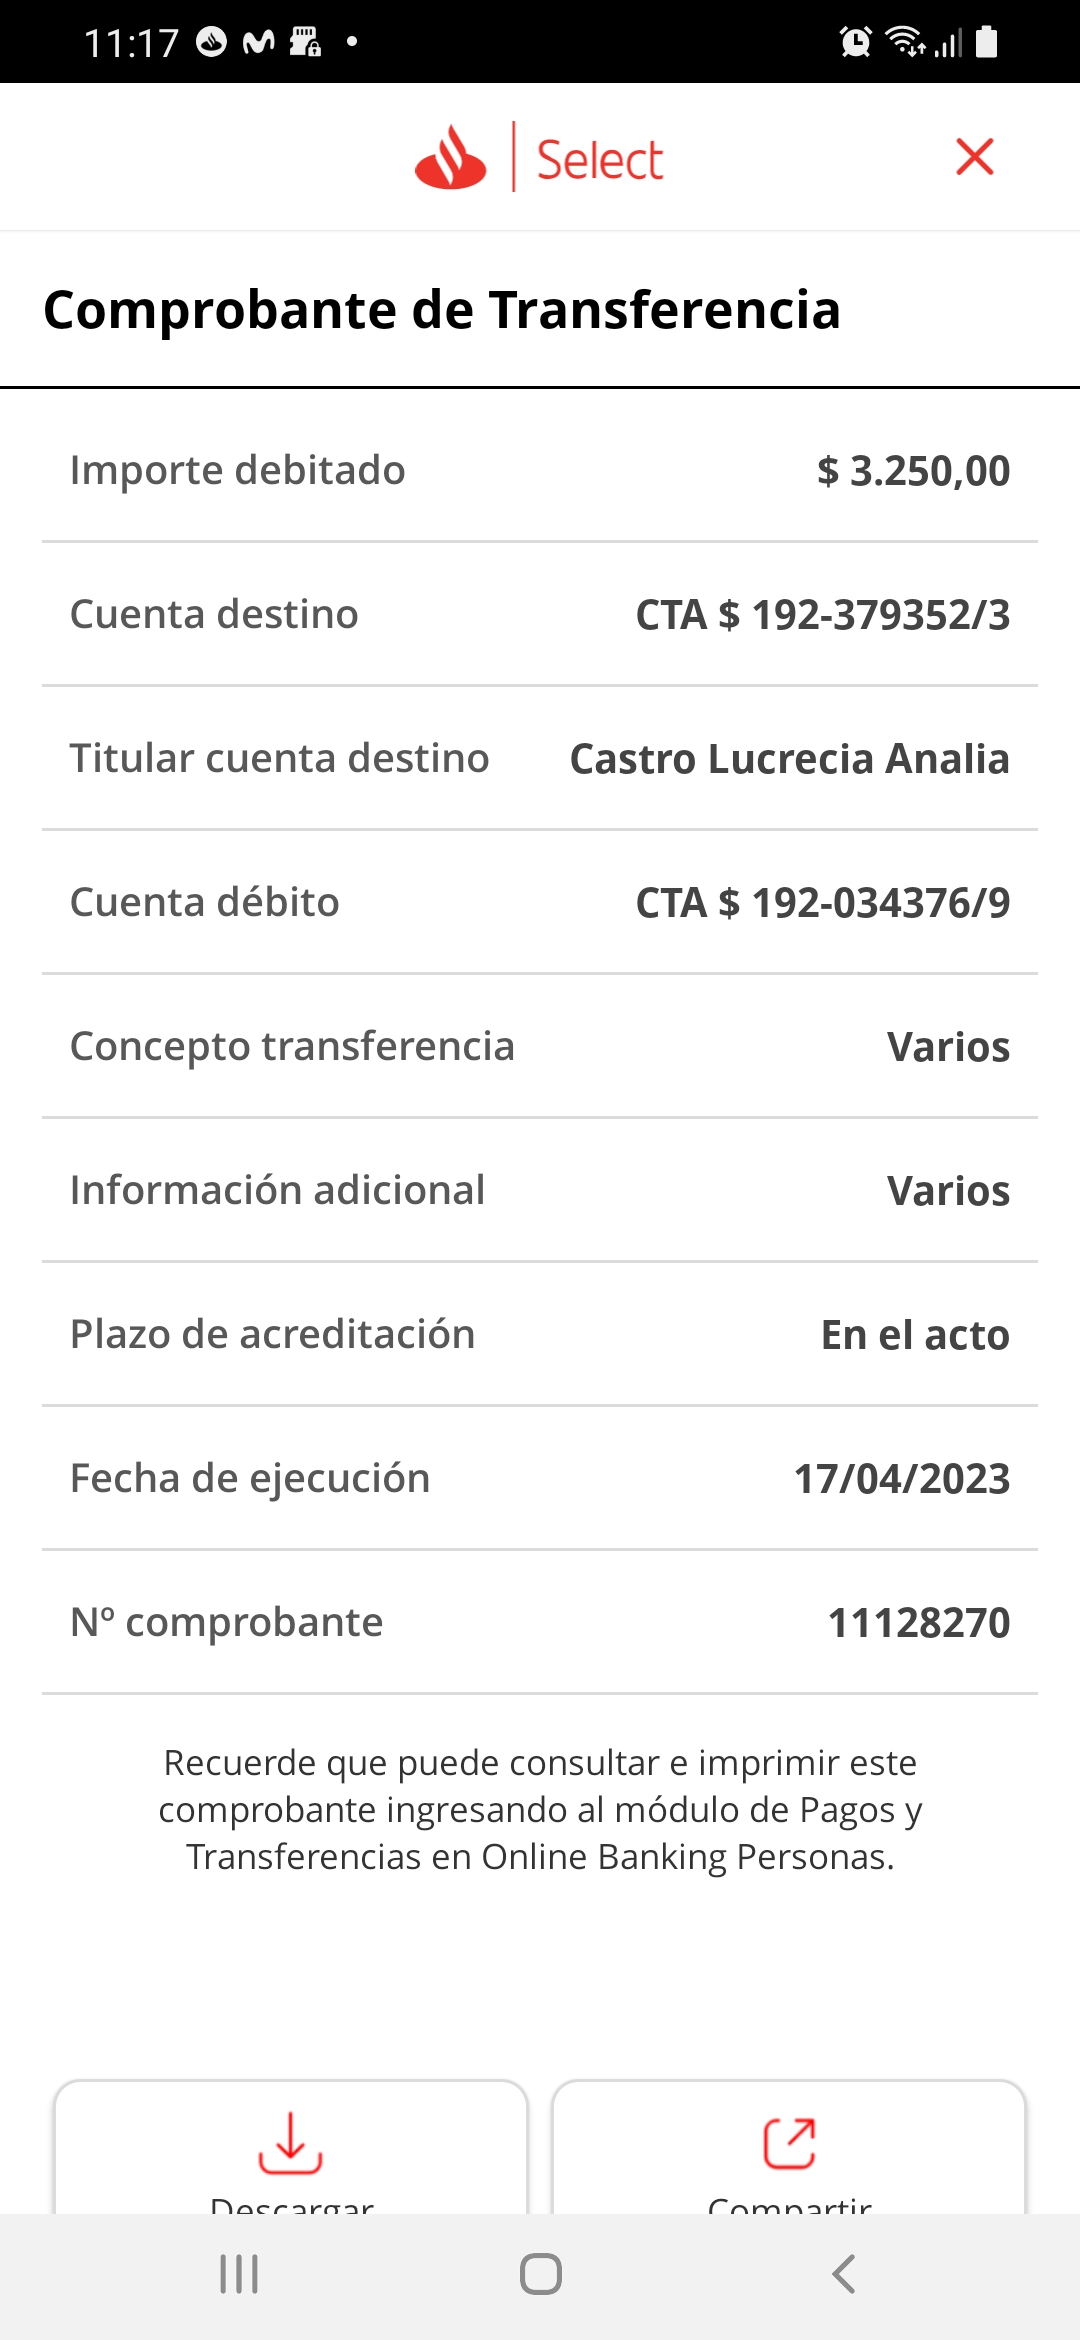 11:17
Select
Comprobante de Transferencia
Importe debitado $ 3.250,00
Cuenta destino CTA $ 192-379352/3
Titular cuenta destino Castro Lucrecia Analia
Cuenta débito CTA $ 192-034376/9
Concepto transferencia Varios
Información adicional Varios
Plazo de acreditación En el acto
Fecha de ejecución 17/04/2023
Nº comprobante 11128270
Recuerde que puede consultar e imprimir este
comprobante ingresando al módulo de Pagos y
Transferencias en Online Banking Personas.
Descargar Compartir